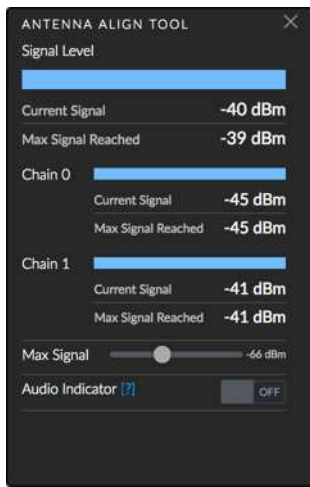 ANTENNA ALIGN TOOL
Signal Level
Current Signal -40 dBm
Max Signal Reached -39 dBm
Chain 0
Current Signal -45 dBm
Max Signal Reached -45 dBm
Chain 1
Current Signal -41 dBm
Max Signal Reached -41 dBm
Max Signal -66 dBm
Audio Indicator [?] OFF